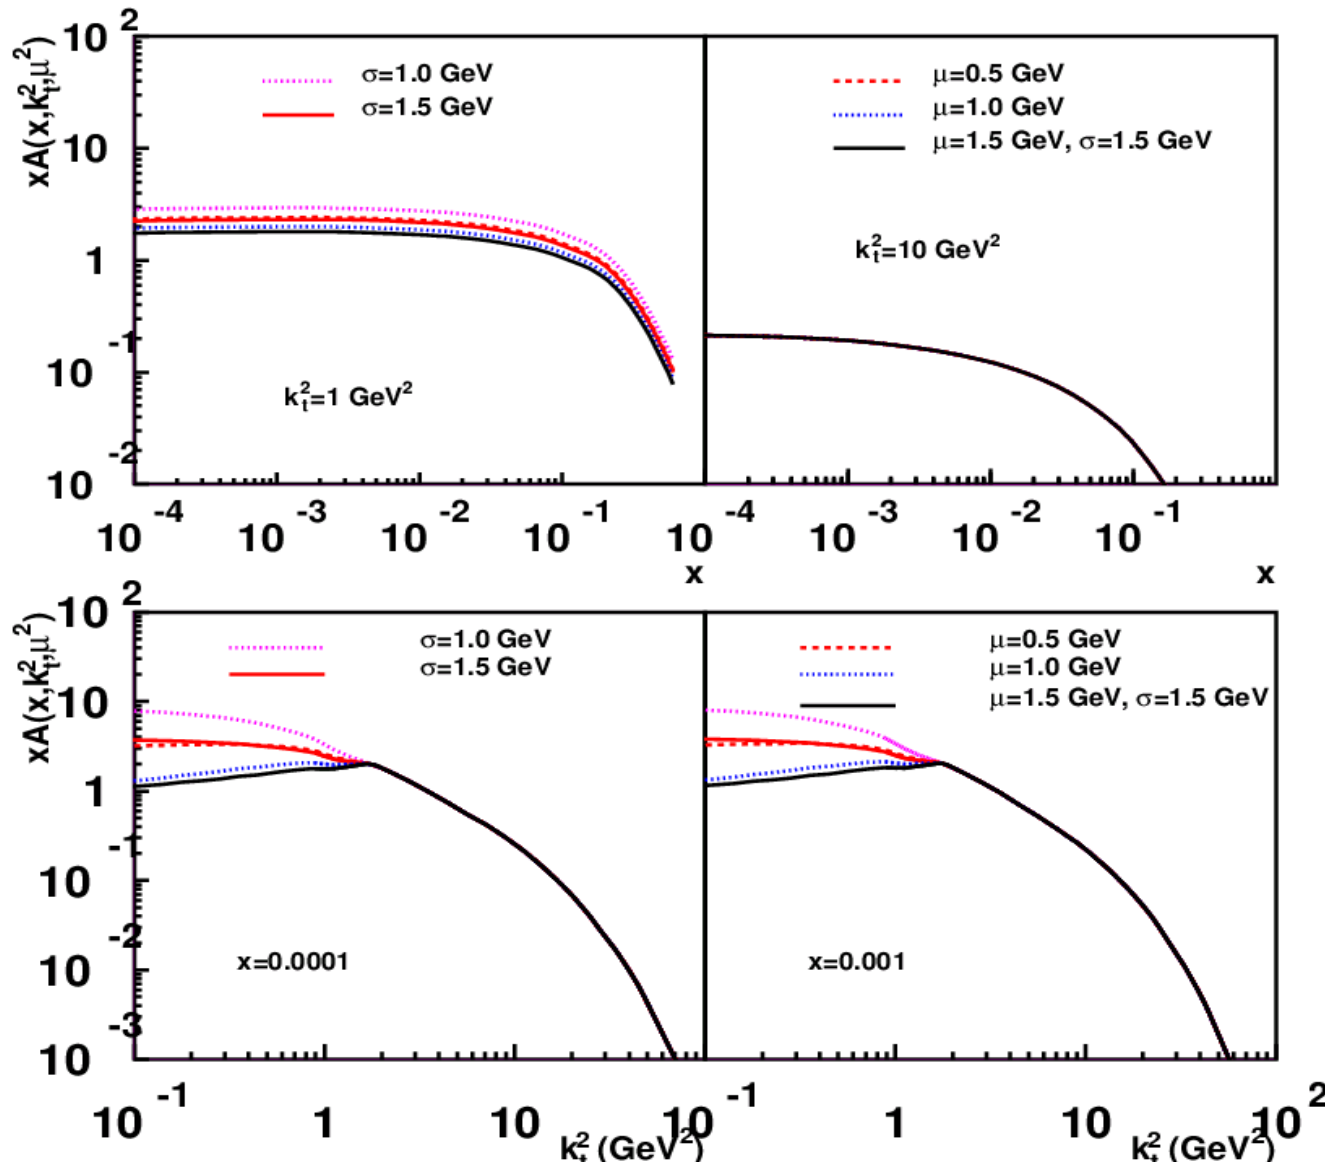 10 2
xA(x,k_t^2,μ^2)
σ=1.0 GeV
σ=1.5 GeV
10
1
10 -1
10 -2
k_t^2=1 GeV^2
μ=0.5 GeV
μ=1.0 GeV
μ=1.5 GeV, σ=1.5 GeV
k_t^2=10 GeV^2
10 -4
10 -3
10 -2
10 -1
10 -4
10 -3
10 -2
10 -1
x
x
10 2
xA(x,k_t^2,μ^2)
σ=1.0 GeV
σ=1.5 GeV
10
1
10 -1
10 -2
10 -3
x=0.0001
μ=0.5 GeV
μ=1.0 GeV
μ=1.5 GeV, σ=1.5 GeV
x=0.001
10 -1
1
10
10 -1
1
10
10 2
k_t^2 (GeV^2)
k_t^2 (GeV^2)